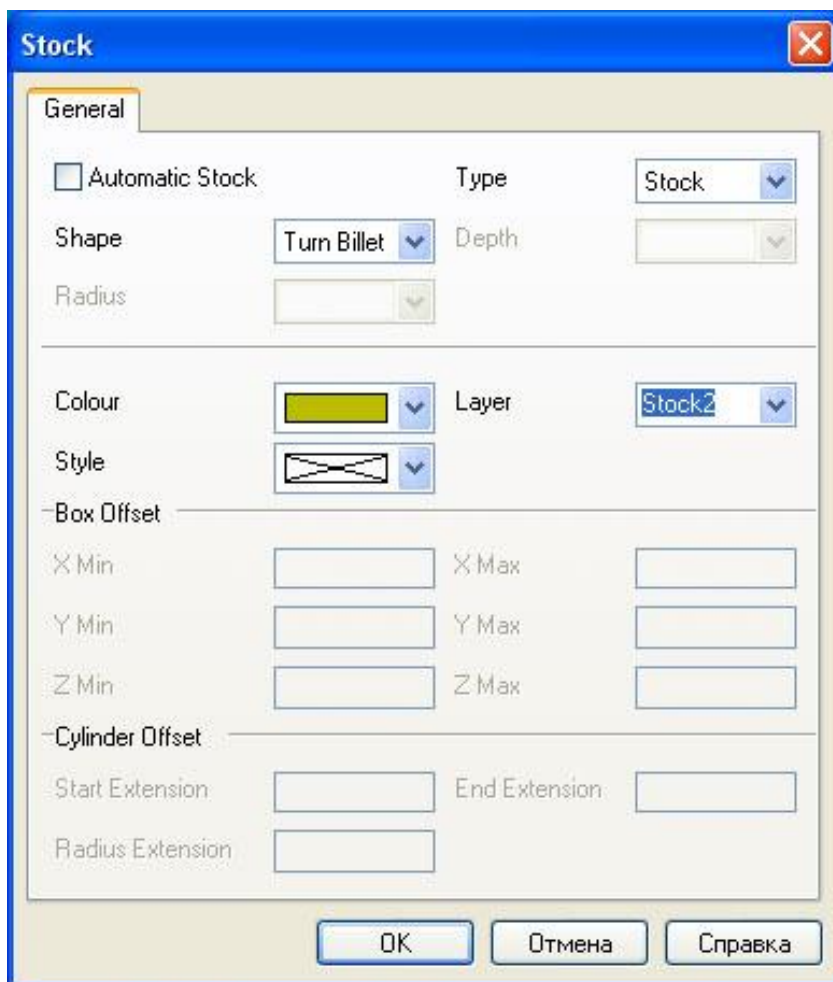 Stock
General
Automatic Stock Type Stock
Shape Turn Billet Depth
Radius
Colour Layer Stock2
Style
Box Offset
X Min X Max
Y Min Y Max
Z Min Z Max
Cylinder Offset
Start Extension End Extension
Radius Extension
OK Отмена Справка